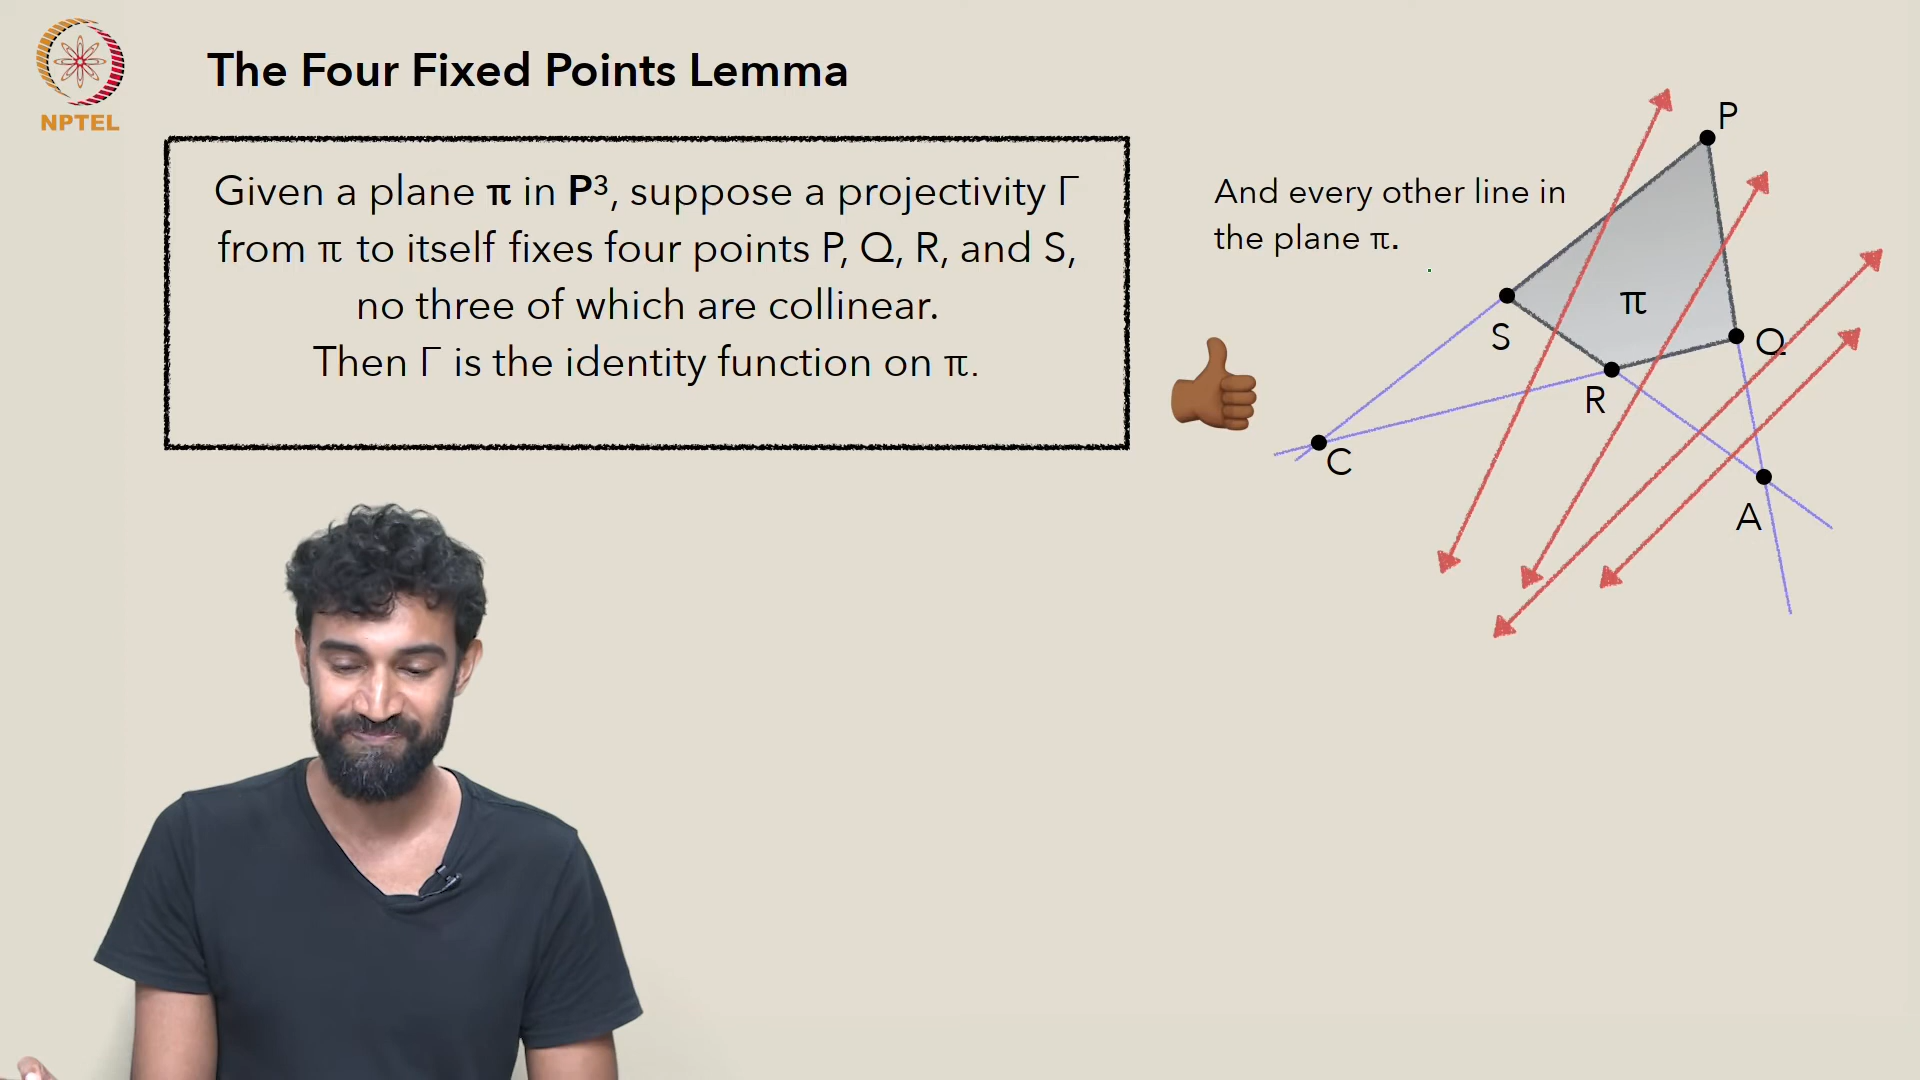 NPTEL
The Four Fixed Points Lemma
Given a plane π in P³, suppose a projectivity Γ
from π to itself fixes four points P, Q, R, and S,
no three of which are collinear.
Then Γ is the identity function on π.
And every other line in
the plane π.
P
π
S
Q
R
C
A